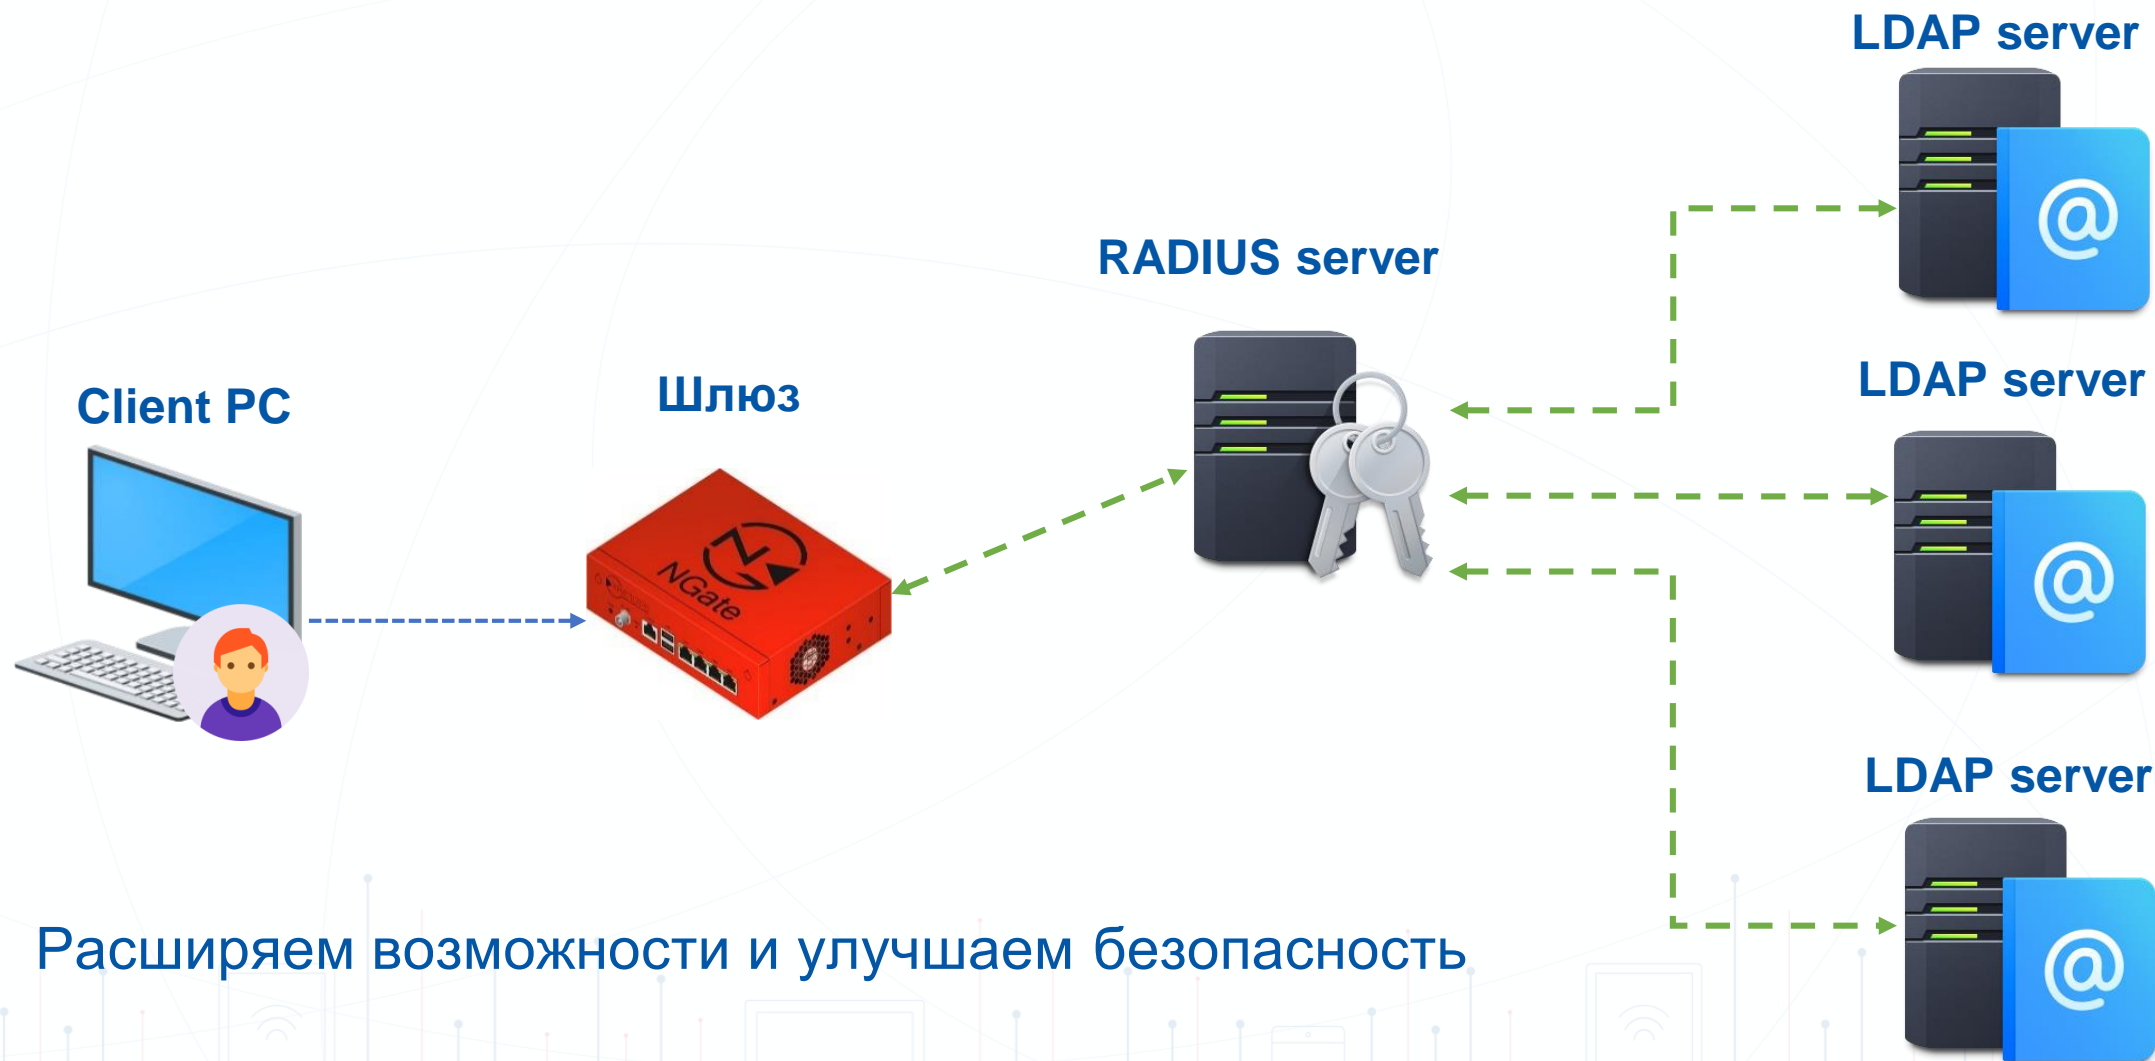 LDAP server
RADIUS server
Client PC
Шлюз
NGate
LDAP server
LDAP server
Расширяем возможности и улучшаем безопасность